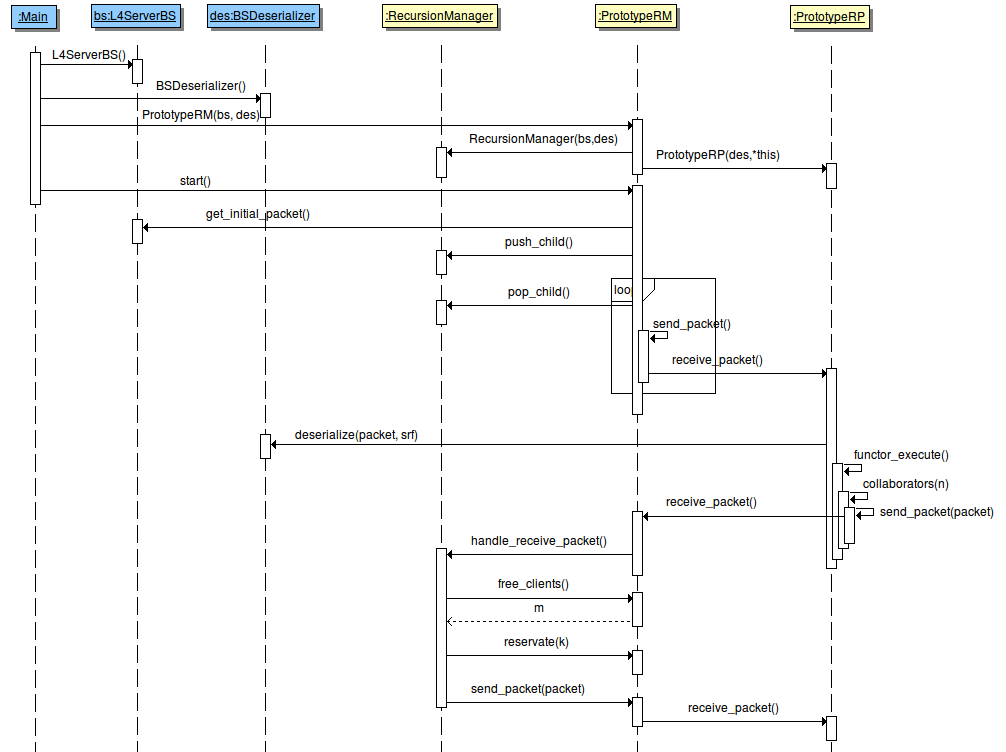 :Main
bs:L4ServerBS
des:BSDeserializer
:RecursionManager
:PrototypeRM
:PrototypeRP
L4ServerBS()
BSDeserializer()
PrototypeRM(bs, des)
RecursionManager(bs,des)
PrototypeRP(des,*this)
start()
get_initial_packet()
push_child()
loop
pop_child()
send_packet()
receive_packet()
deserialize(packet, srf)
functor_execute()
collaborators(n)
receive_packet()
send_packet(packet)
handle_receive_packet()
free_clients()
m
reservate(k)
send_packet(packet)
receive_packet()